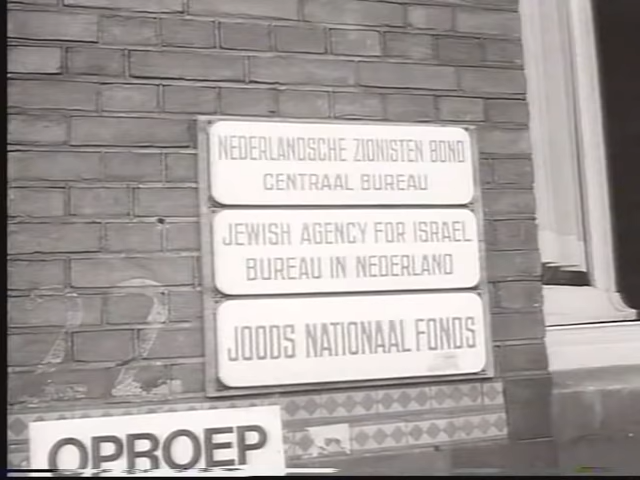 NEDERLANDSCHE ZIONISTEN BOND
CENTRAAL BUREAU
JEWISH AGENCY FOR ISRAEL
BUREAU IN NEDERLAND
JOODS NATIONAAL FONDS
OPROEP